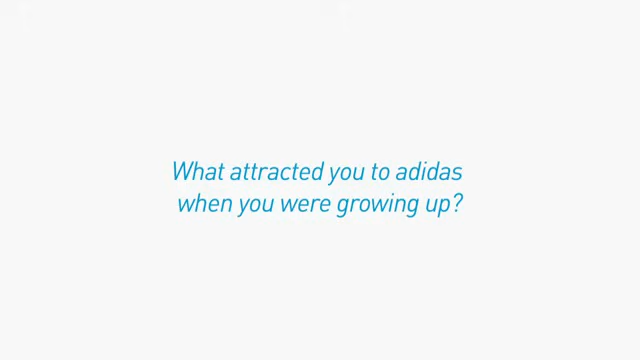 What attracted you to adidas
when you were growing up?